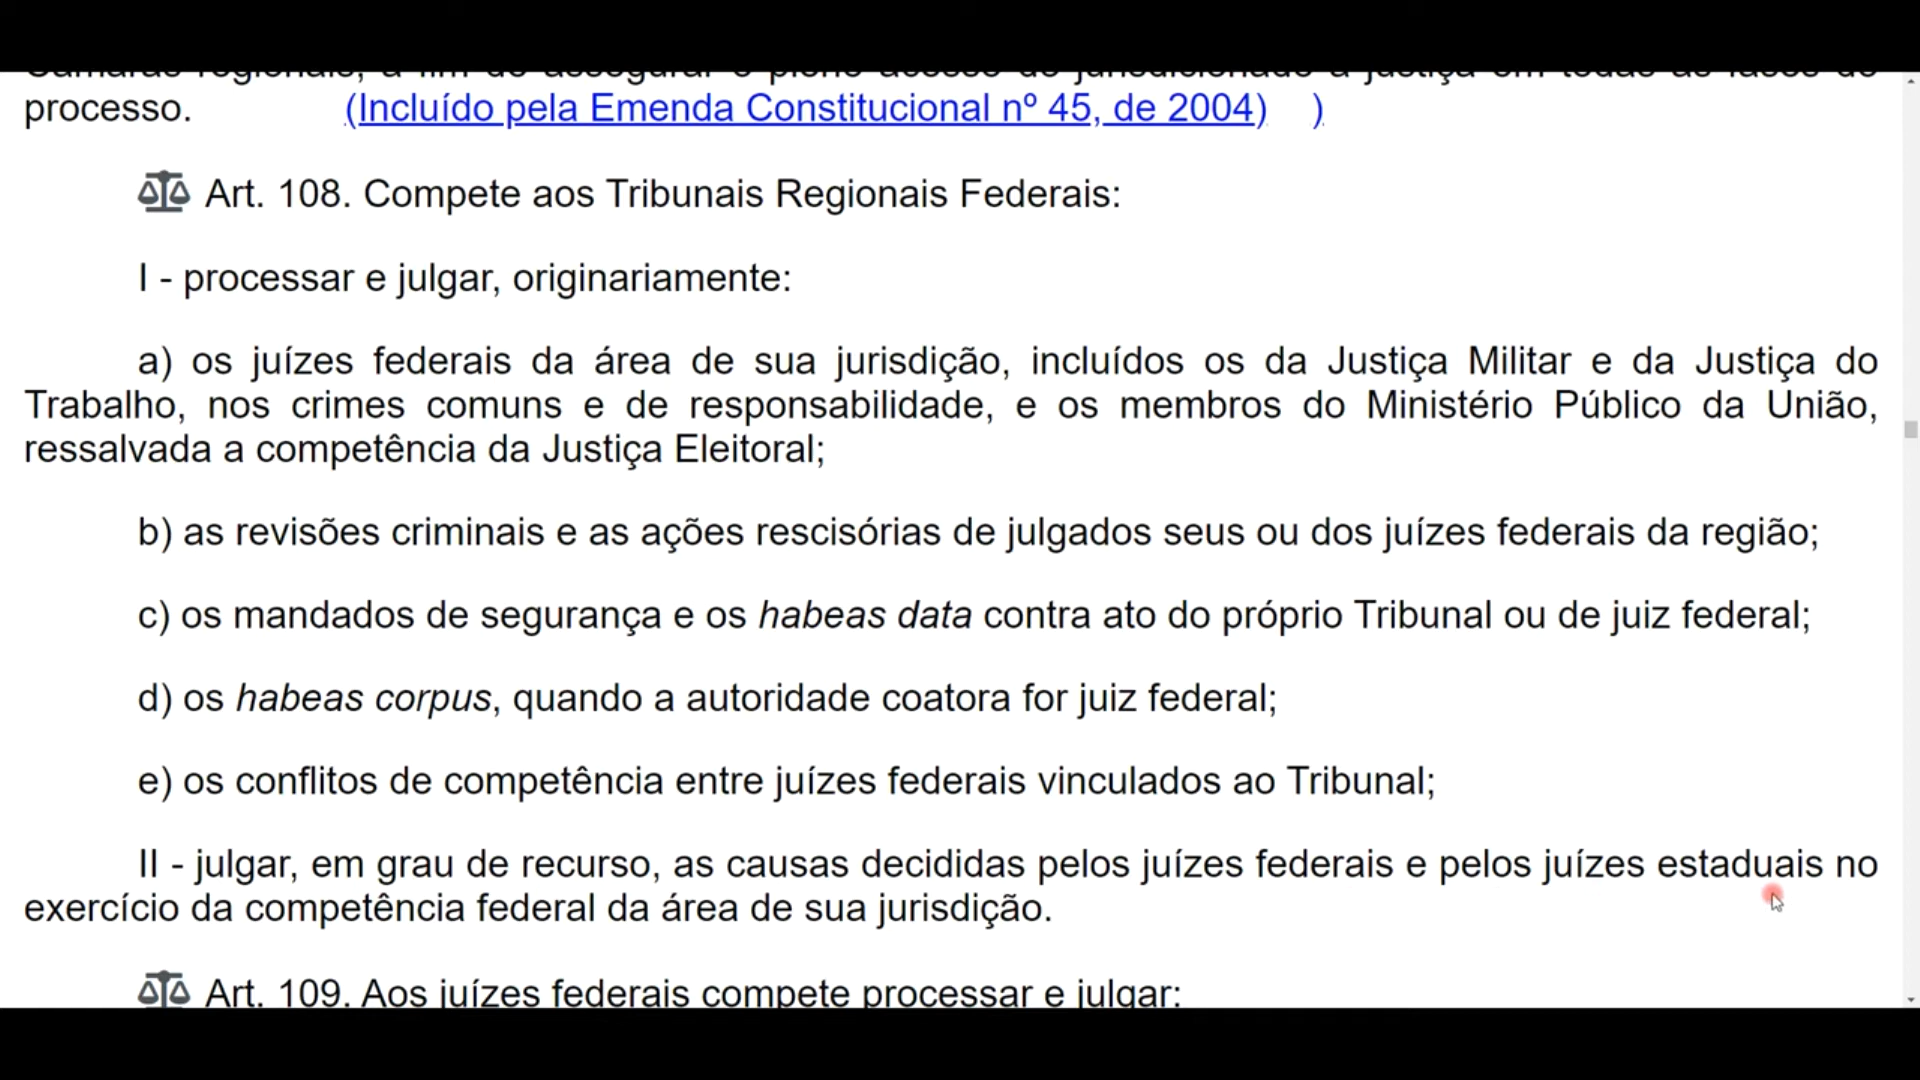 processo. (Incluído pela Emenda Constitucional nº 45, de 2004) )
Art. 108. Compete aos Tribunais Regionais Federais:
I - processar e julgar, originariamente:
a) os juízes federais da área de sua jurisdição, incluídos os da Justiça Militar e da Justiça do
Trabalho, nos crimes comuns e de responsabilidade, e os membros do Ministério Público da União,
ressalvada a competência da Justiça Eleitoral;
b) as revisões criminais e as ações rescisórias de julgados seus ou dos juízes federais da região;
c) os mandados de segurança e os habeas data contra ato do próprio Tribunal ou de juiz federal;
d) os habeas corpus, quando a autoridade coatora for juiz federal;
e) os conflitos de competência entre juízes federais vinculados ao Tribunal;
II - julgar, em grau de recurso, as causas decididas pelos juízes federais e pelos juízes estaduais no
exercício da competência federal da área de sua jurisdição.
Art. 109. Aos juízes federais compete processar e julgar: